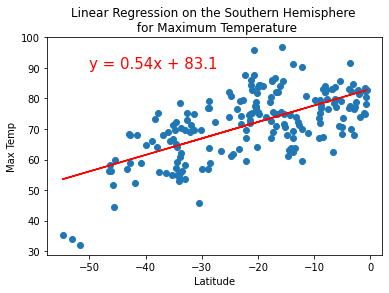 Linear Regression on the Southern Hemisphere
for Maximum Temperature
100
y = 0.54x + 83.1
90
80
70
60
50
40
30
Max Temp
−50
−40
−30
−20
−10
0
Latitude